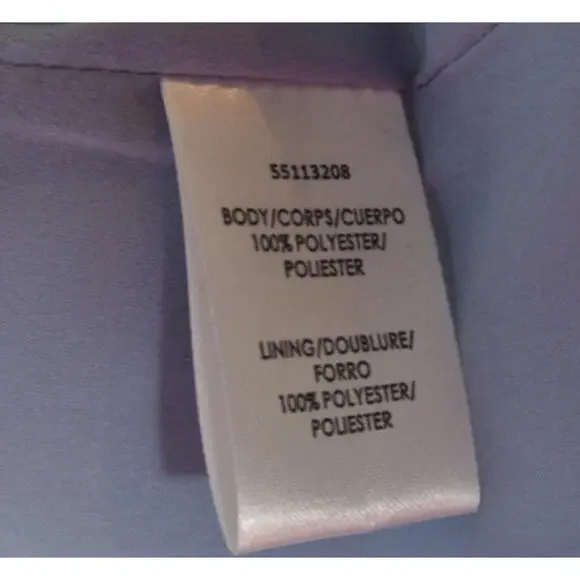 55113208
BODY/CORPS/CUERPO
100% POLYESTER/
POLIESTER
LINING/DOUBLURE/
FORRO
100% POLYESTER/
POLIESTER